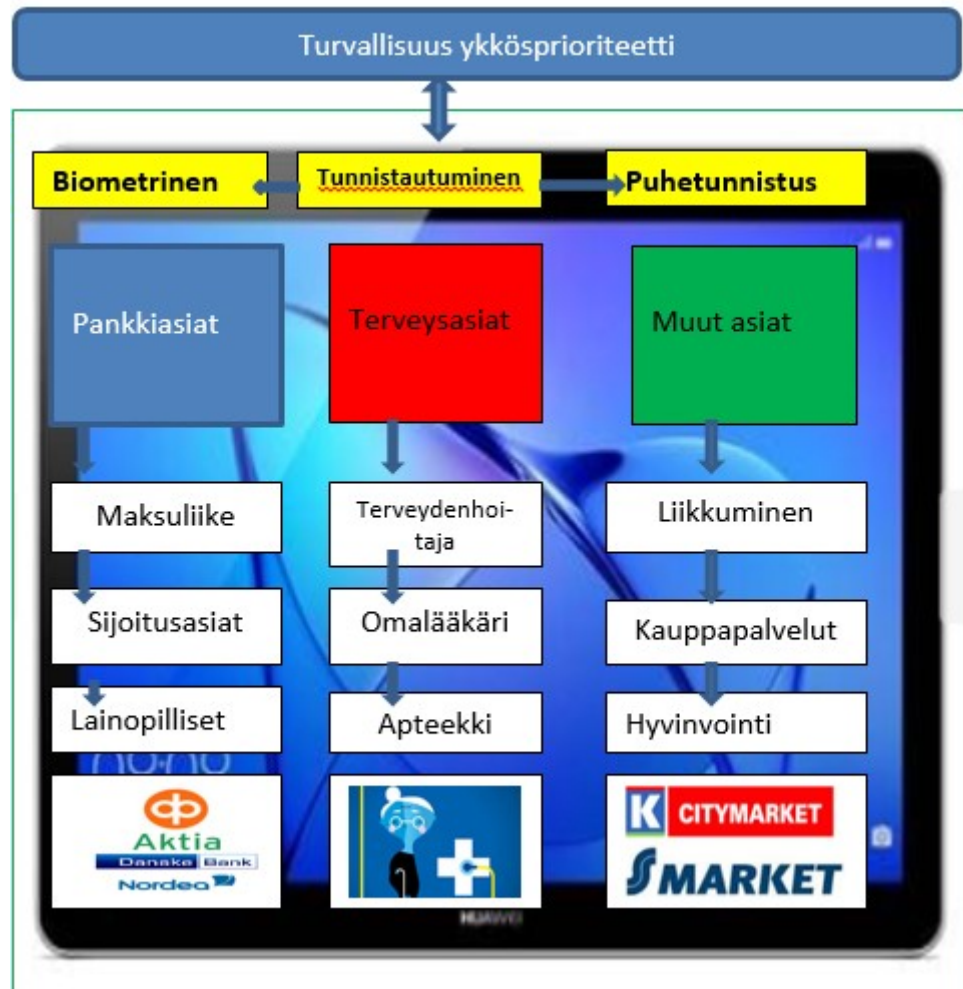 Turvallisuus ykkösprioriteetti
Biometrinen
Tunnistautuminen
Puhetunnistus
Pankkiasiat
Terveysasiat
Muut asiat
Maksuliike
Terveydenhoi-
taja
Liikkuminen
Sijoitusasiat
Omalääkäri
Kauppapalvelut
Lainopilliset
Apteekki
Hyvinvointi
Aktia
Danske Bank
Nordea
K CITYMARKET
S MARKET
HUAWEI